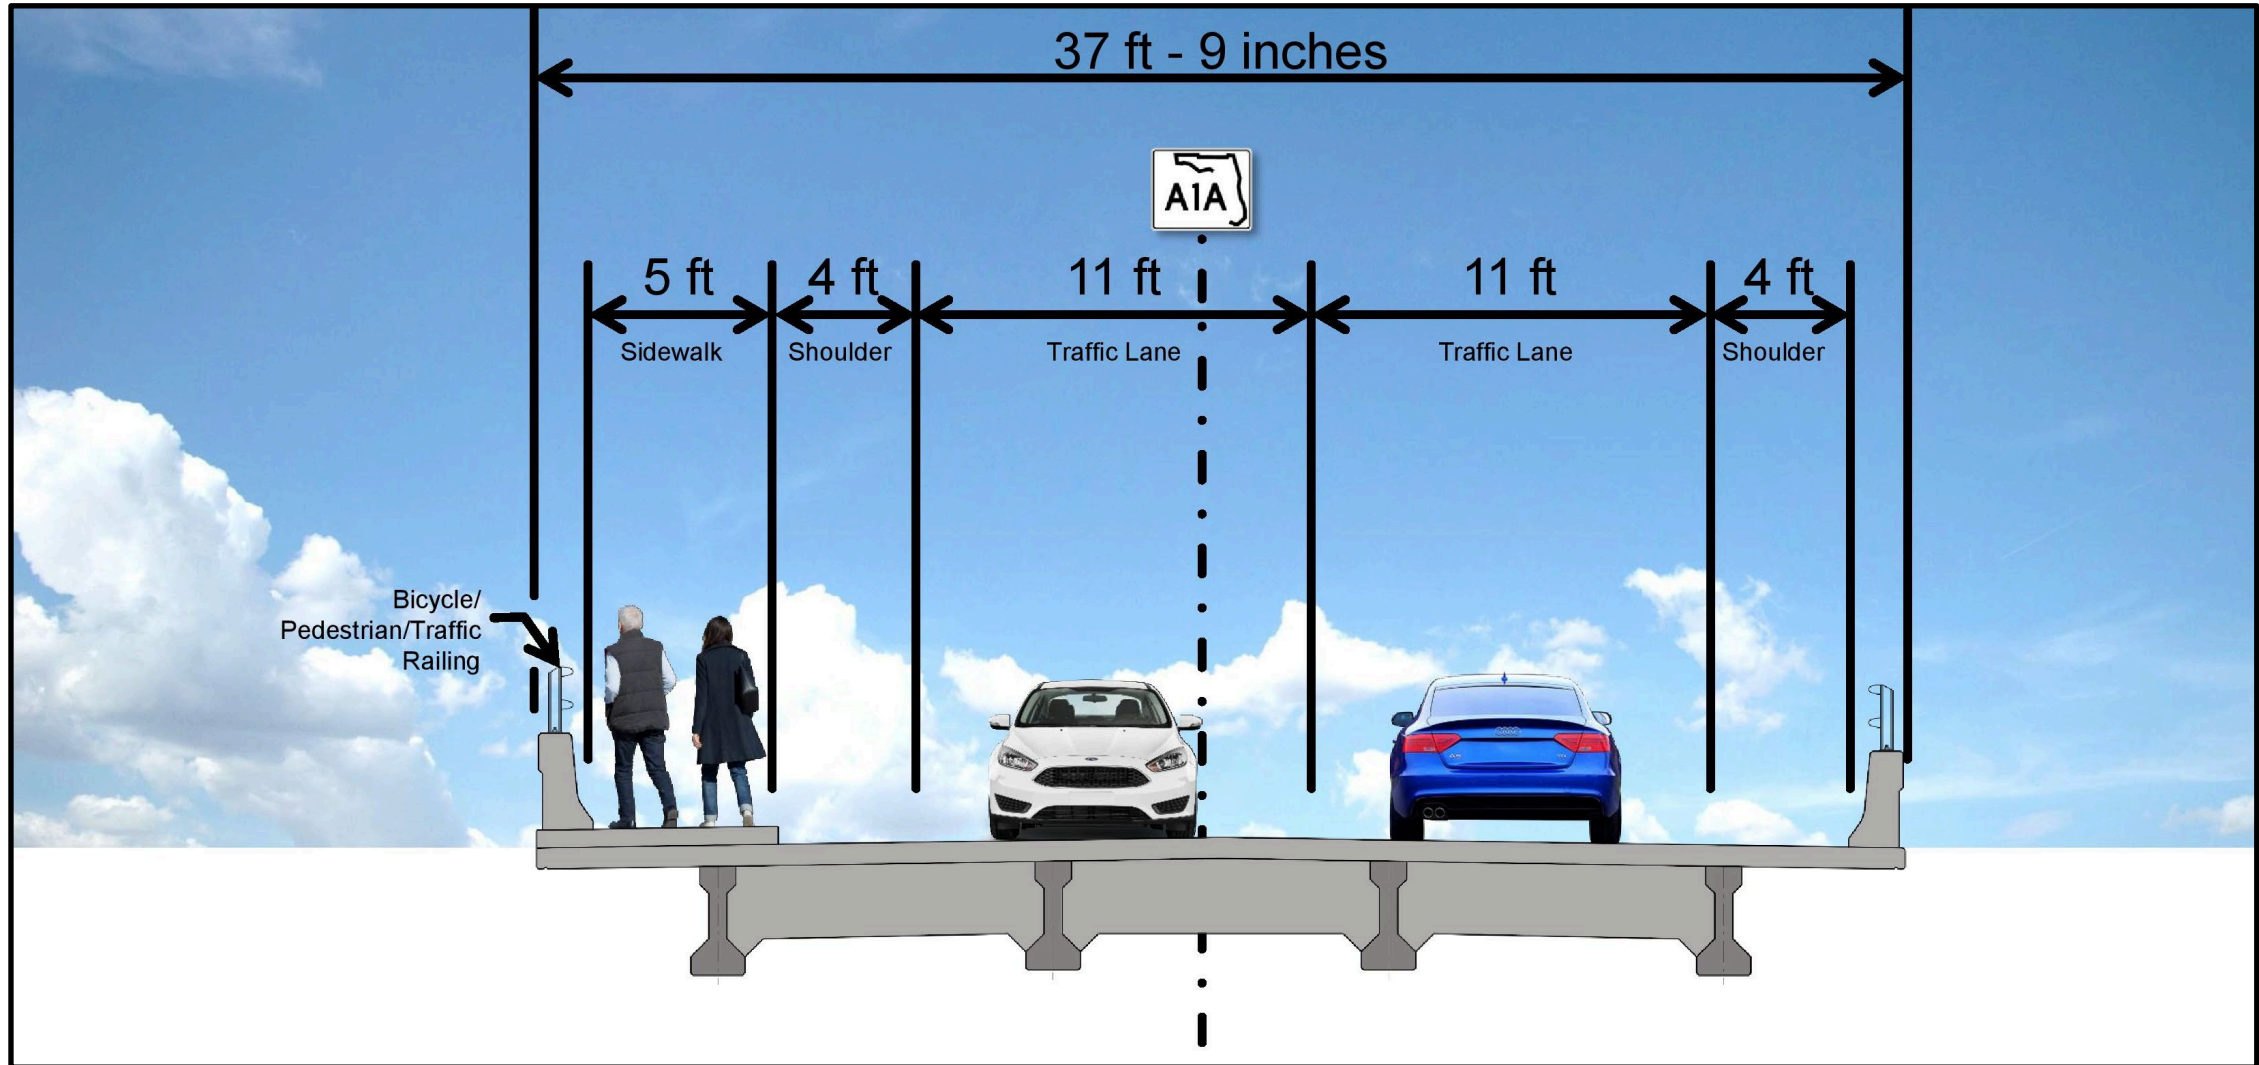 37 ft - 9 inches
A1A
5 ft
4 ft
11 ft
11 ft
4 ft
Sidewalk
Shoulder
Traffic Lane
Traffic Lane
Shoulder
Bicycle/
Pedestrian/Traffic
Railing